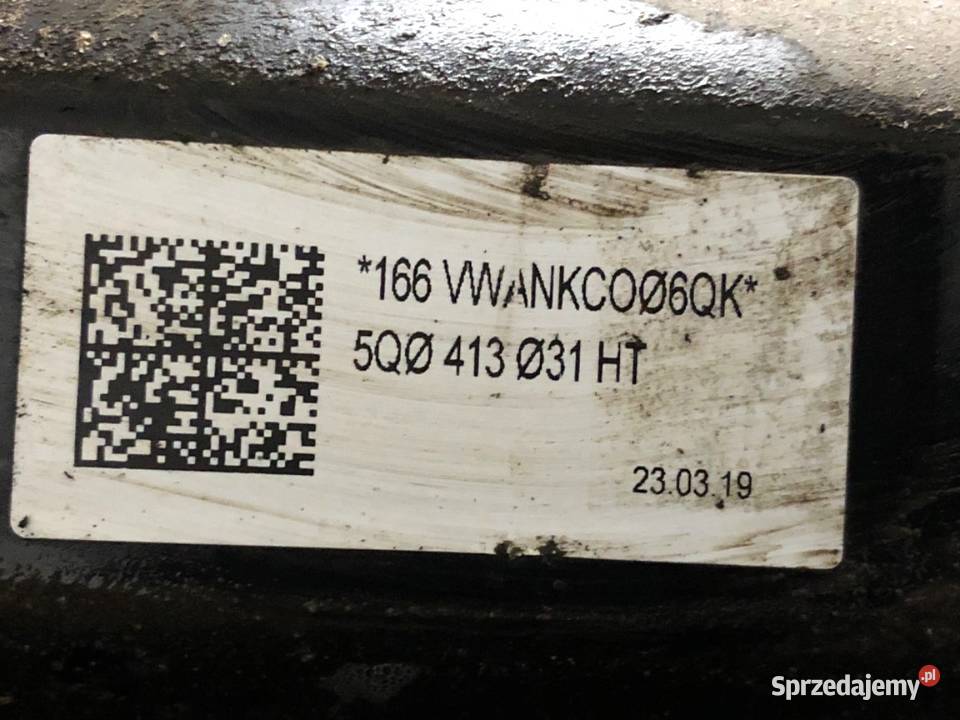 *166 VWANKCOØ6QK*
5QØ 413 Ø31 HT
23.03.19
Sprzedajemy.pl